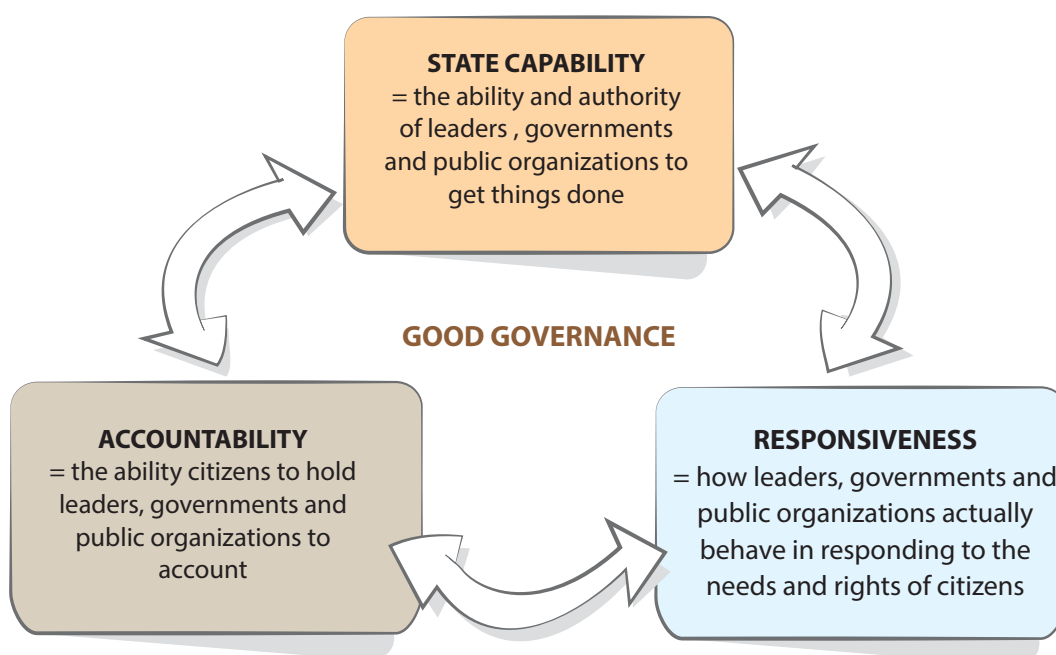 STATE CAPABILITY
= the ability and authority
of leaders , governments
and public organizations to
get things done
GOOD GOVERNANCE
ACCOUNTABILITY
= the ability citizens to hold
leaders, governments and
public organizations to
account
RESPONSIVENESS
= how leaders, governments and
public organizations actually
behave in responding to the
needs and rights of citizens